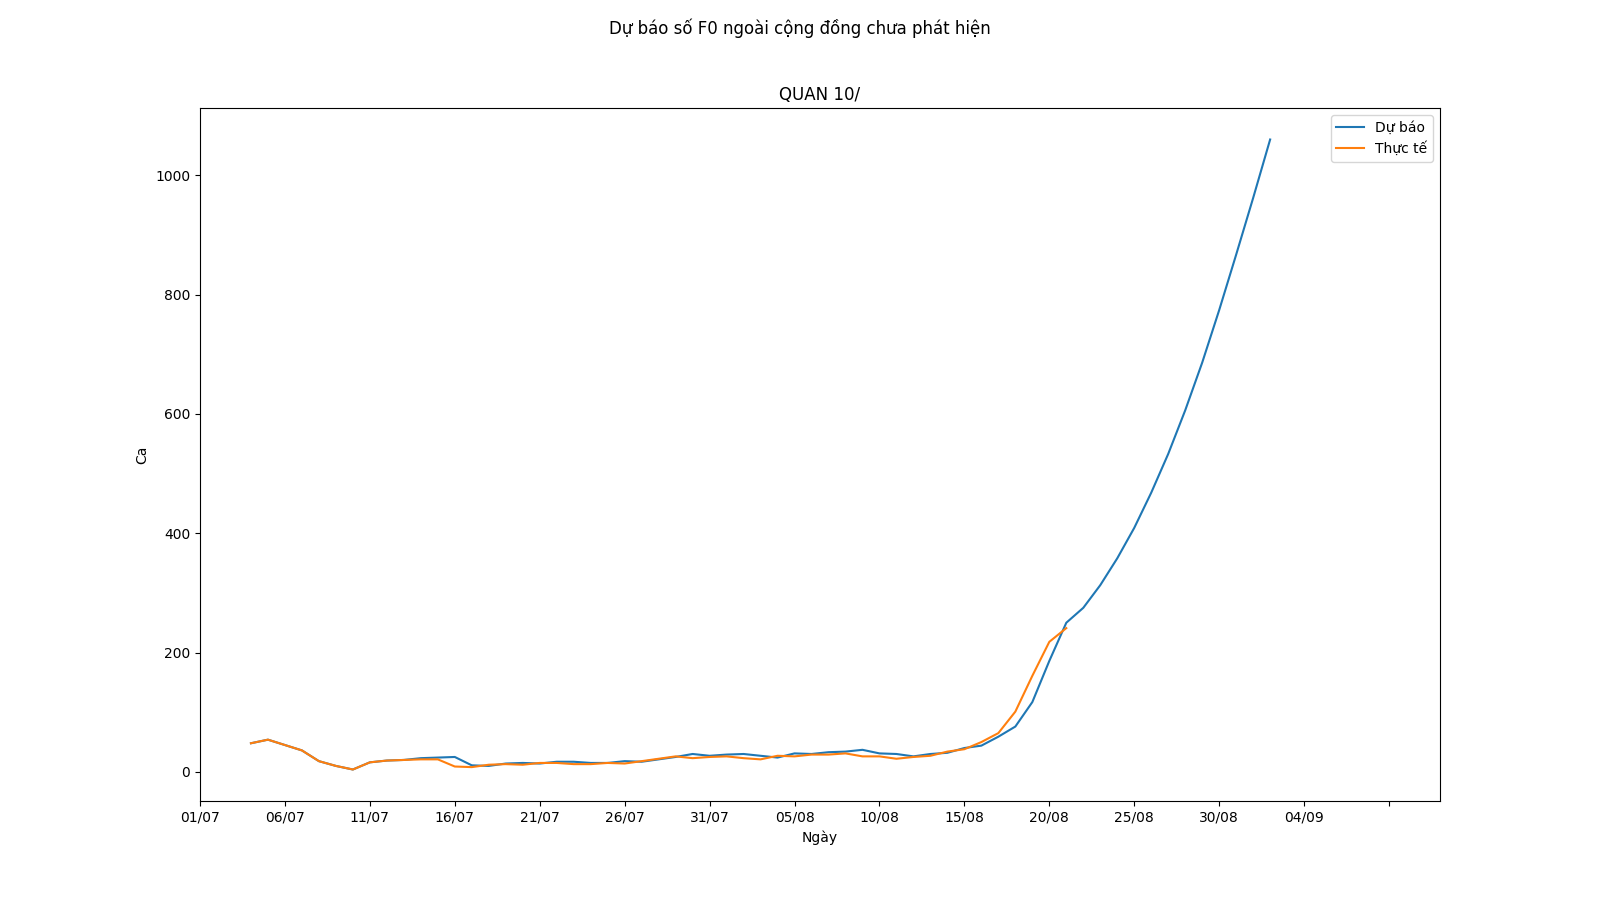 Dự báo số F0 ngoài cộng đồng chưa phát hiện
QUAN 10/
Dự báo
Thực tế
1000
800
600
400
200
0
Ca
01/07 06/07 11/07 16/07 21/07 26/07 31/07 05/08 10/08 15/08 20/08 25/08 30/08 04/09
Ngày